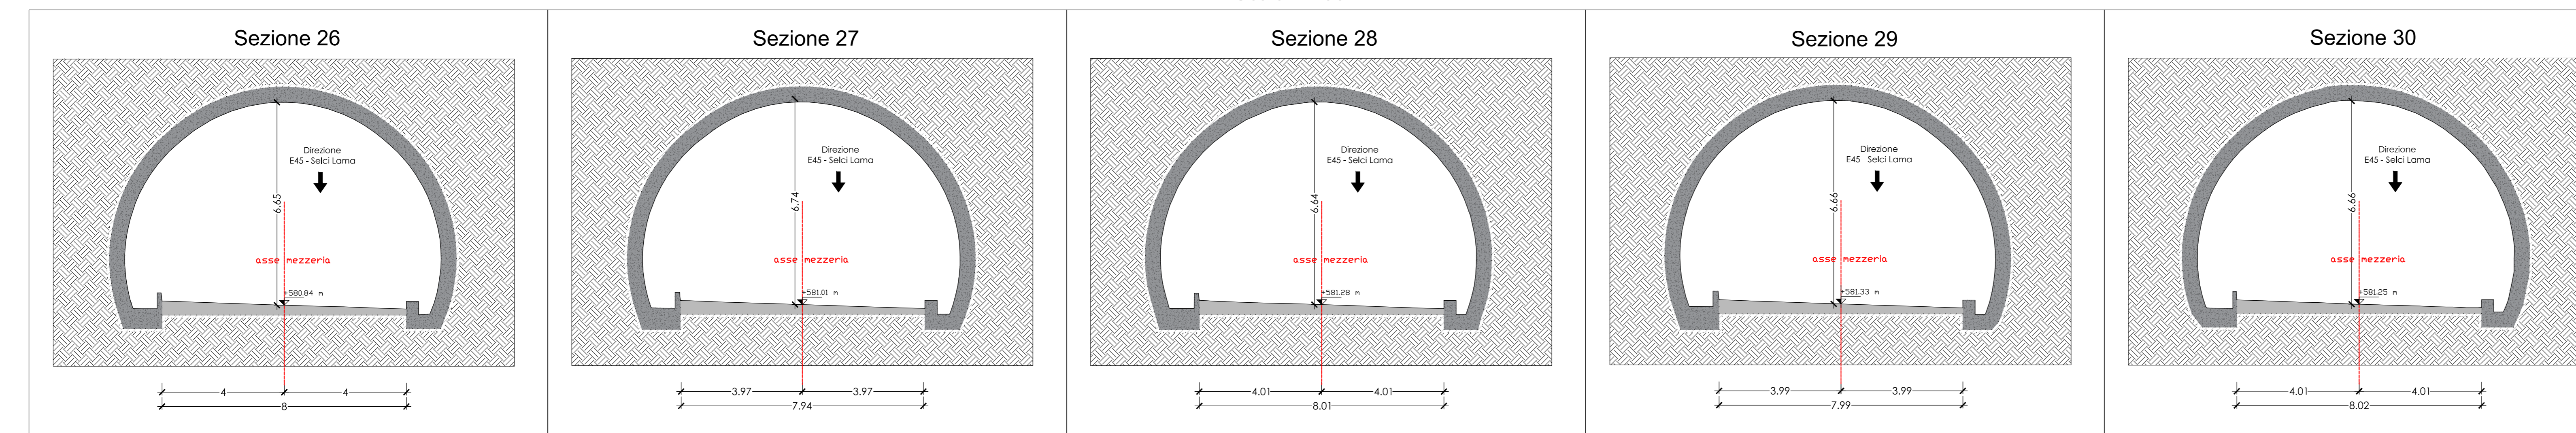 Sezione 26
Direzione
E45 - Selci Lama
6.65
asse mezzeria
+580.84 m
4
4
8
Sezione 27
Direzione
E45 - Selci Lama
6.74
asse mezzeria
+581.01 m
3.97
3.97
7.94
Sezione 28
Direzione
E45 - Selci Lama
6.64
asse mezzeria
+581.28 m
4.01
4.01
8.01
Sezione 29
Direzione
E45 - Selci Lama
6.66
asse mezzeria
+581.33 m
3.99
3.99
7.99
Sezione 30
Direzione
E45 - Selci Lama
6.66
asse mezzeria
+581.25 m
4.01
4.01
8.02